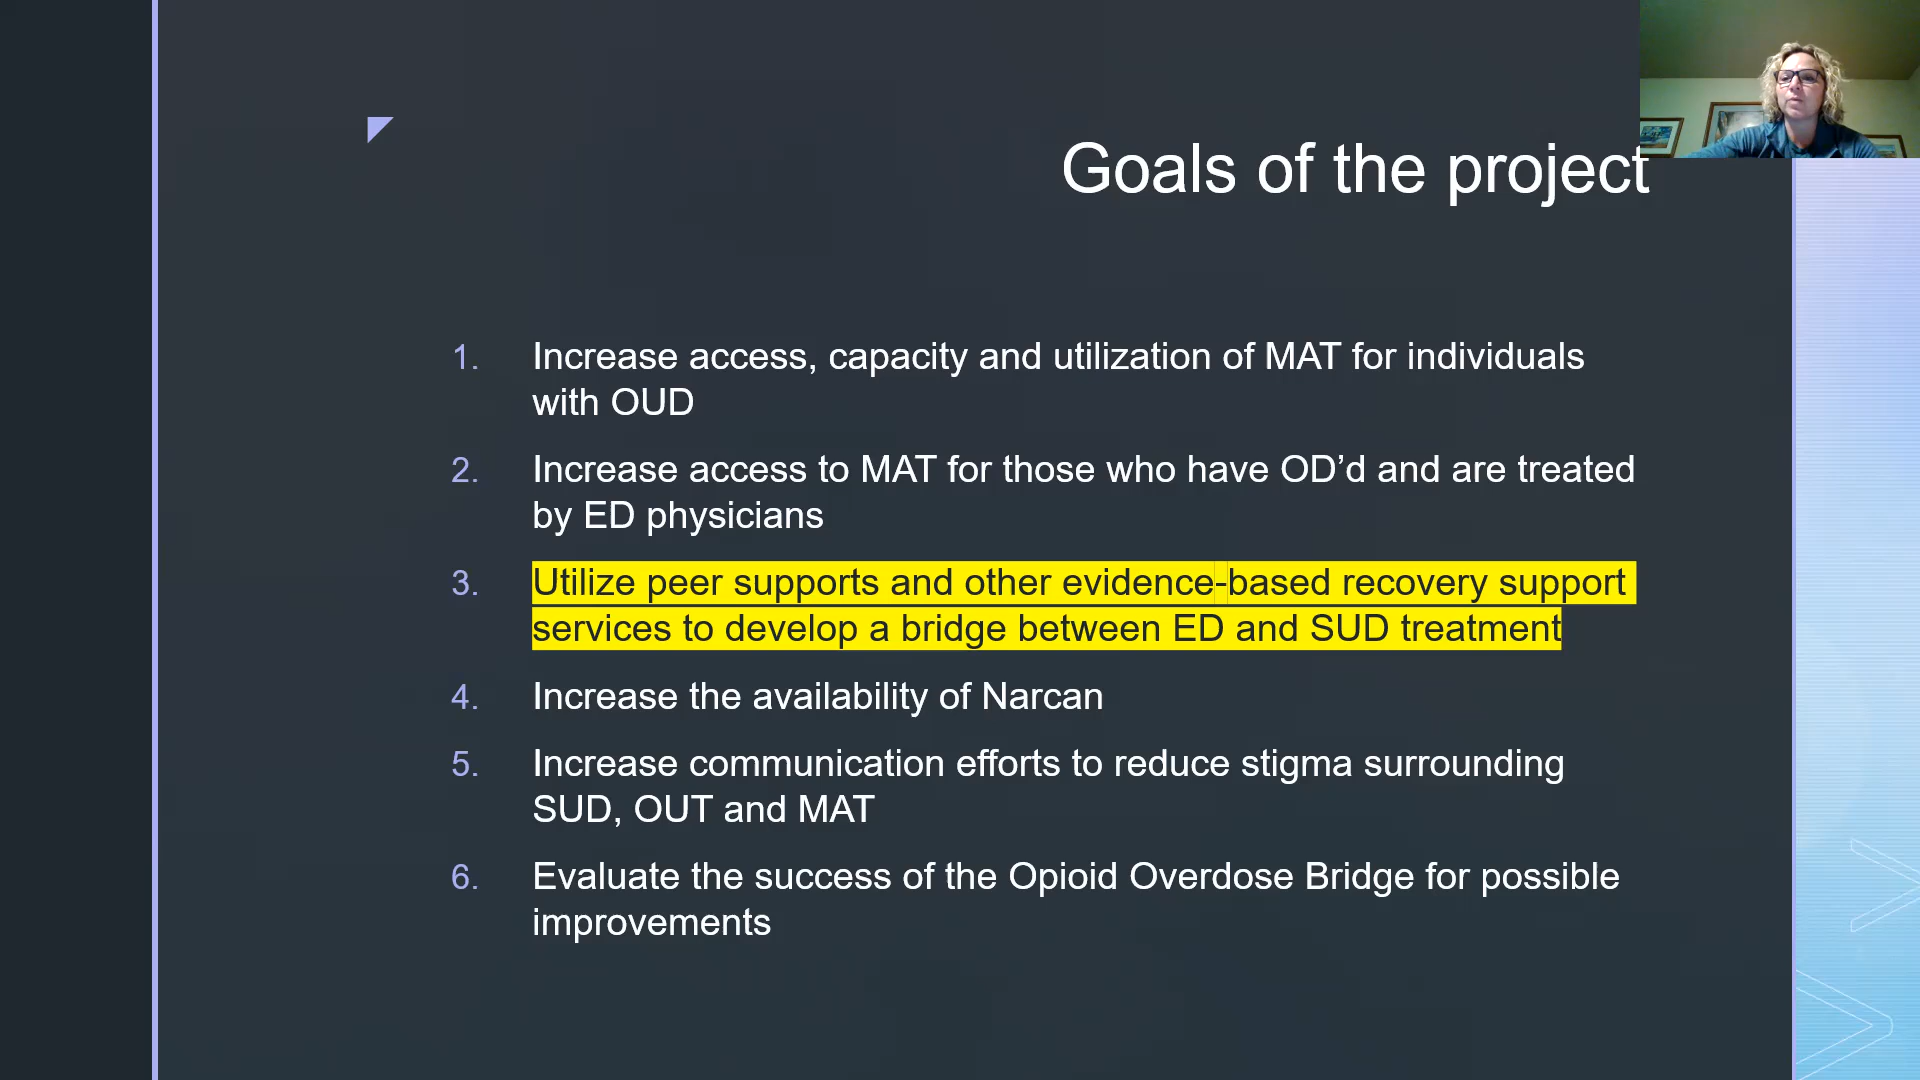 Goals of the project
1. Increase access, capacity and utilization of MAT for individuals
with OUD
2. Increase access to MAT for those who have OD’d and are treated
by ED physicians
3. Utilize peer supports and other evidence-based recovery support
services to develop a bridge between ED and SUD treatment
4. Increase the availability of Narcan
5. Increase communication efforts to reduce stigma surrounding
SUD, OUT and MAT
6. Evaluate the success of the Opioid Overdose Bridge for possible
improvements